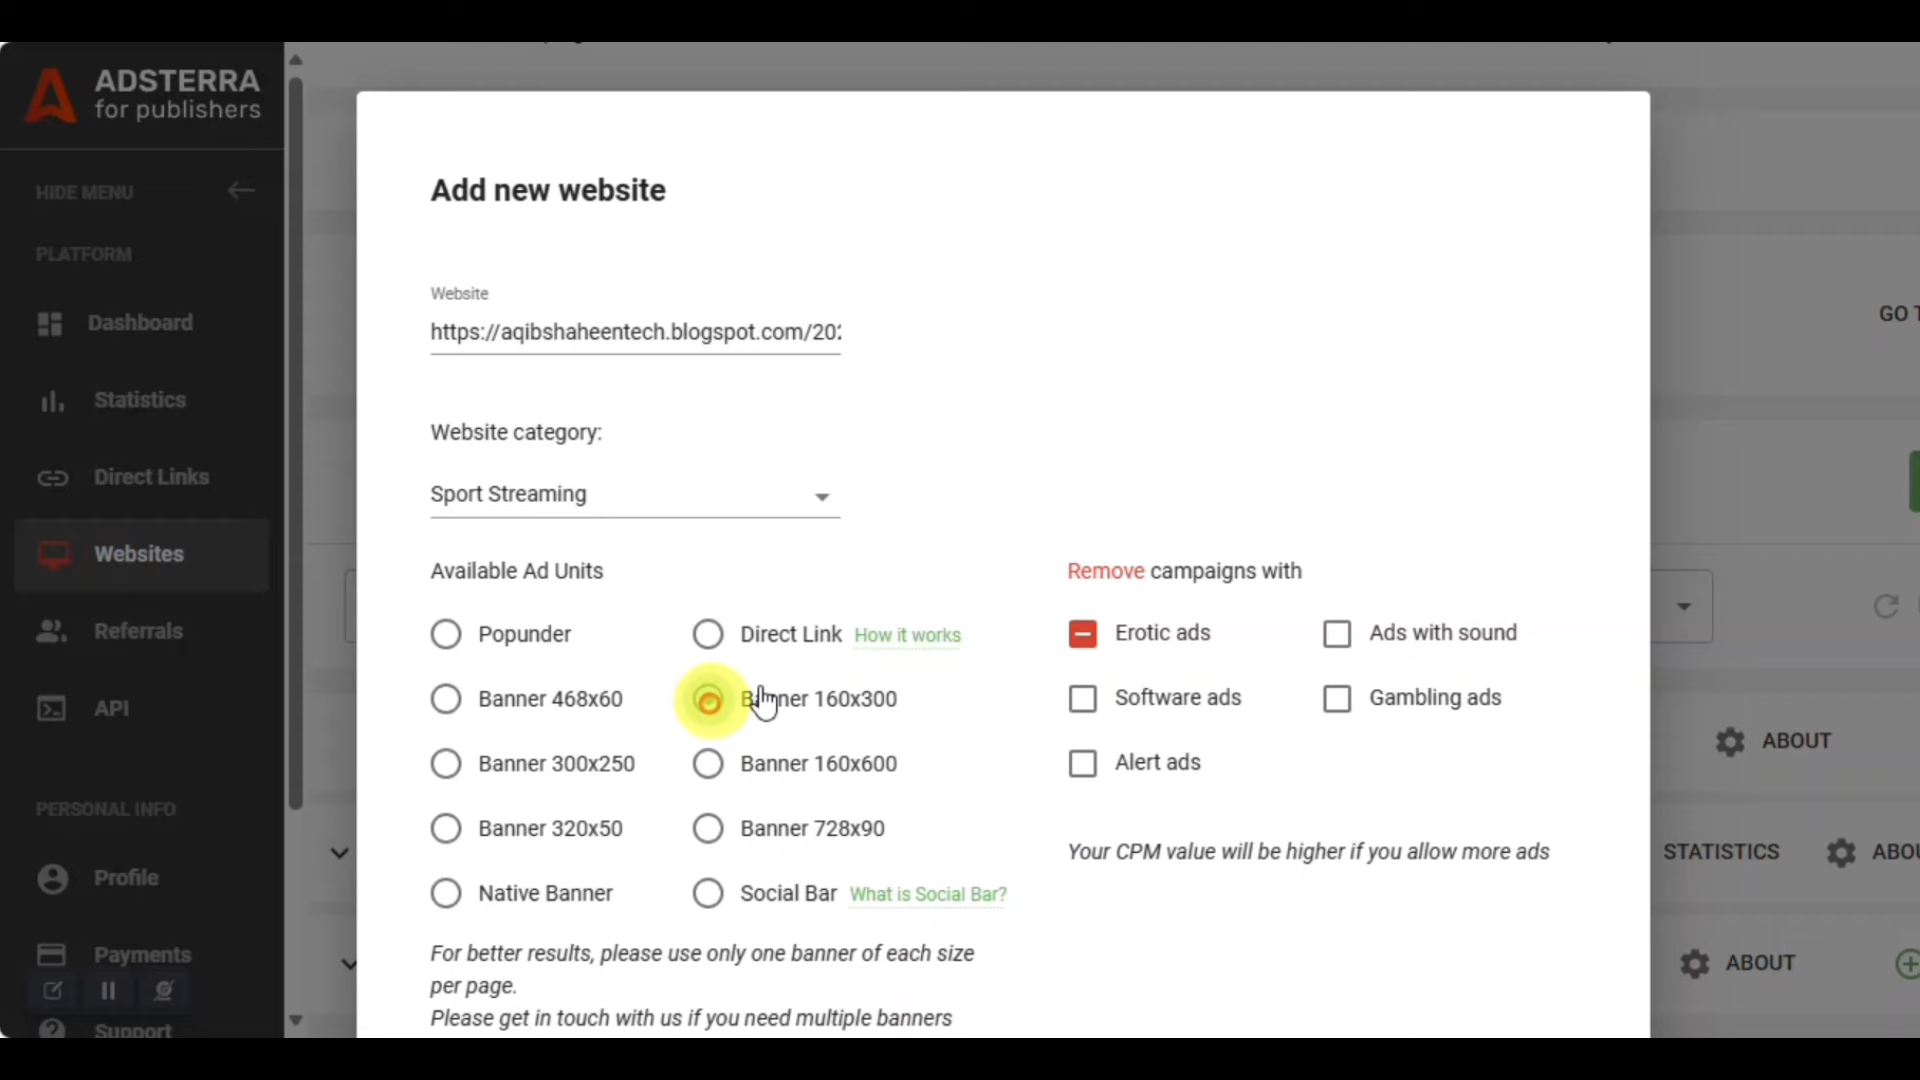 ADSTERRA
for publishers
HIDE MENU
PLATFORM
Dashboard
Statistics
Direct Links
Websites
Referrals
API
PERSONAL INFO
Profile
Payments
Support
Add new website
Website
https://aqibshaheentech.blogspot.com/202
Website category:
Sport Streaming
Available Ad Units
Popunder
Direct Link How it works
Banner 468x60
Banner 160x300
Banner 300x250
Banner 160x600
Banner 320x50
Banner 728x90
Native Banner
Social Bar What is Social Bar?
For better results, please use only one banner of each size
per page.
Please get in touch with us if you need multiple banners
Remove campaigns with
Erotic ads
Ads with sound
Software ads
Gambling ads
Alert ads
Your CPM value will be higher if you allow more ads
GO T
ABOUT
STATISTICS
ABOU
ABOUT